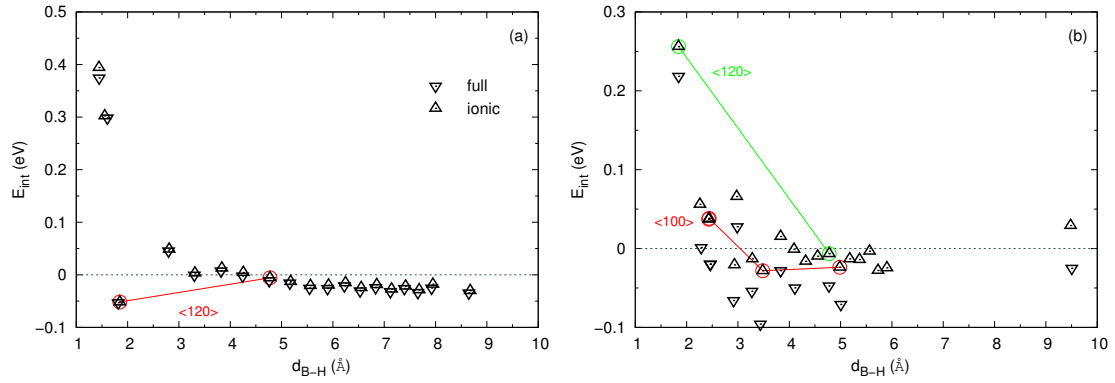 0.5
0.4
0.3
0.2
0.1
0
−0.1
1 2 3 4 5 6 7 8 9 10
E_int (eV)
d_B−H (Å)
(a)
full
ionic
<120>
0.3
0.2
0.1
0
−0.1
1 2 3 4 5 6 7 8 9 10
E_int (eV)
d_B−H (Å)
(b)
<120>
<100>